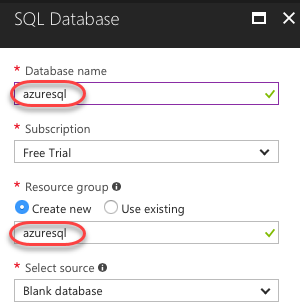 SQL Database
* Database name
azuresql
* Subscription
Free Trial
* Resource group
Create new Use existing
azuresql
* Select source
Blank database